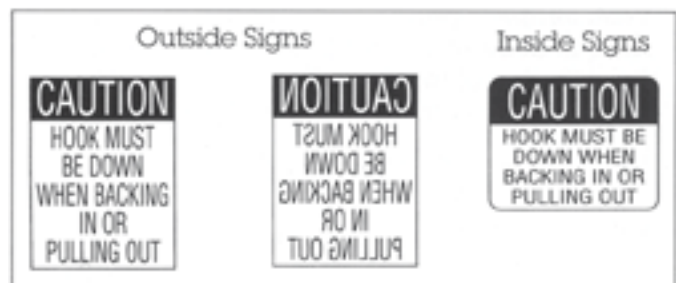 Outside Signs
Inside Signs
CAUTION
HOOK MUST
BE DOWN
WHEN BACKING
IN OR
PULLING OUT
CAUTION
HOOK MUST
BE DOWN
WHEN BACKING
IN OR
PULLING OUT
CAUTION
HOOK MUST BE
DOWN WHEN
BACKING IN OR
PULLING OUT